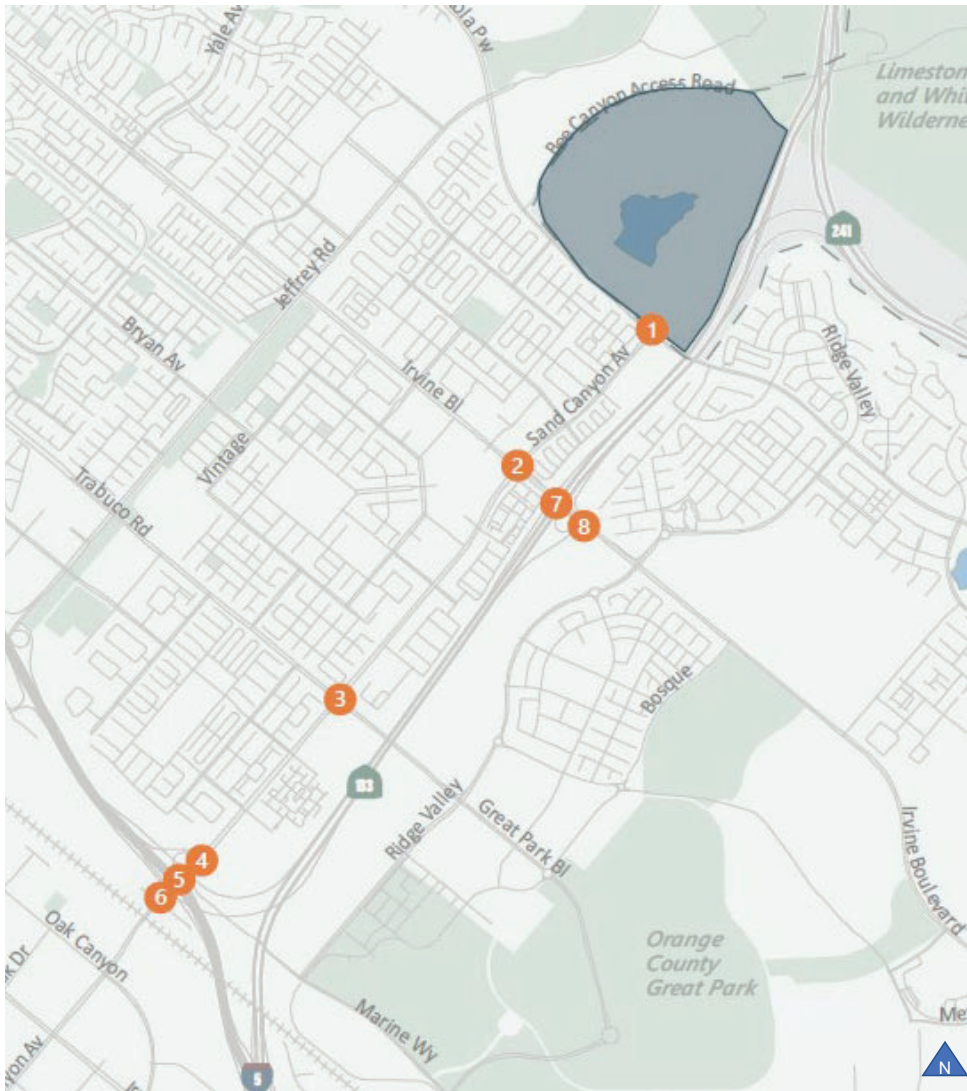 Yale Av
Bee Canyon Access Road
Limeston
and Whi
Wilderne
241
Jeffrey Rd
1
Bryan Av
Irvine Bl
Sand Canyon Av
Ridge Valley
Vintage
2
Trabuco Rd
7
8
3
Bosque
133
Ridge Valley
Great Park Bl
Irvine Boulevard
4
5
6
Oak Canyon
Orange
County
Great Park
Marine Wy
Me
5
N